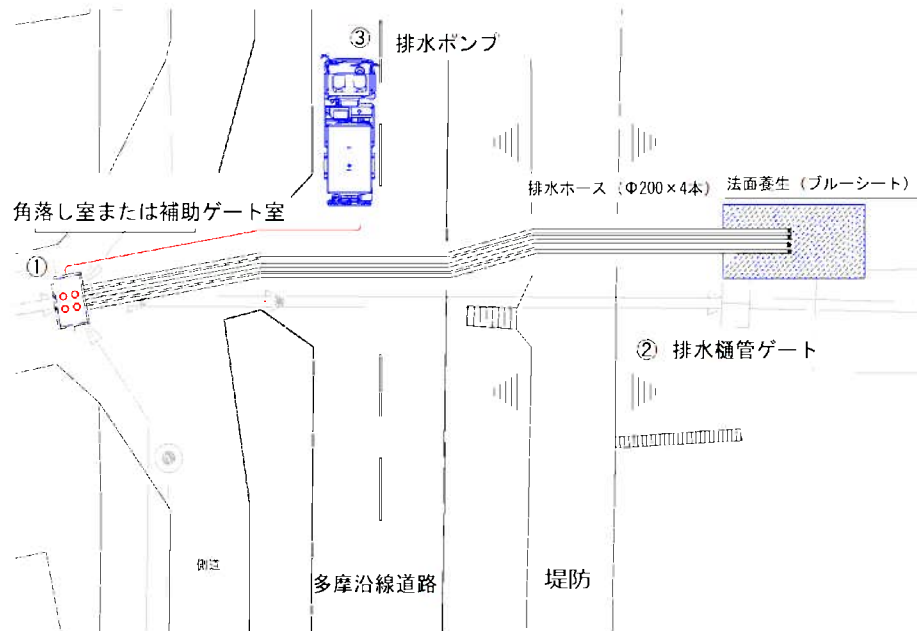 ③ 排水ポンプ
排水ホース（Φ200×4本）
法面養生（ブルーシート）
角落し室または補助ゲート室
①
② 排水樋管ゲート
側道
多摩沿線道路
堤防